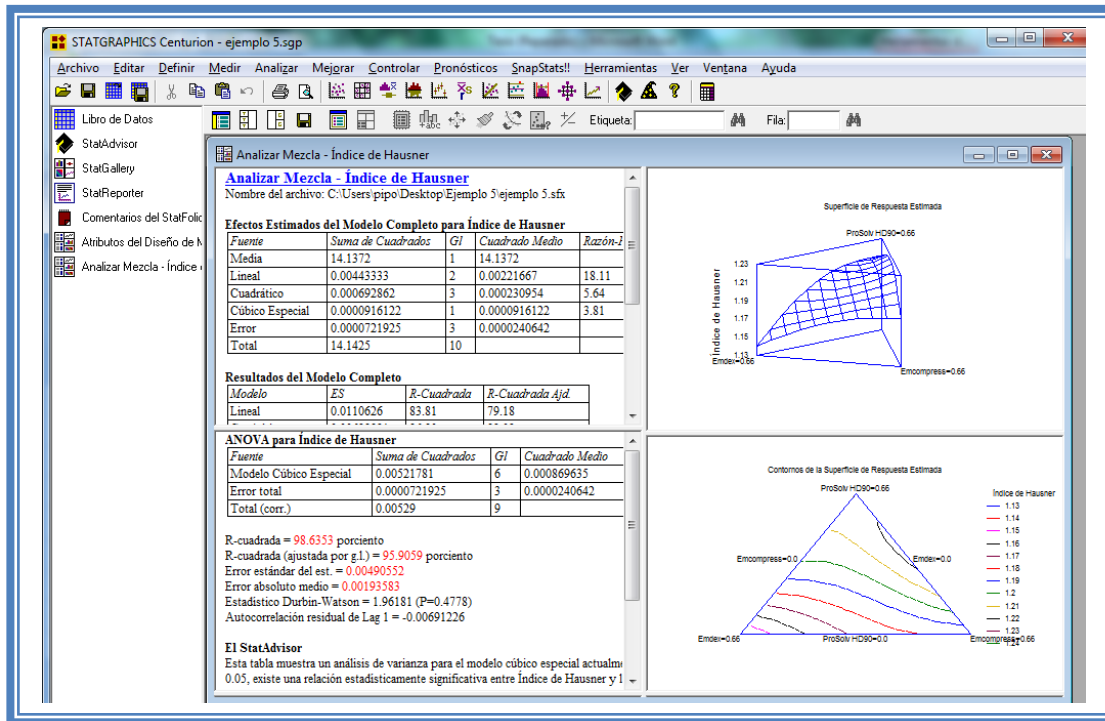 STATGRAPHICS Centurion - ejemplo 5.sgp
Archivo Editar Definir Medir Analizar Mejorar Controlar Pronósticos SnapStats!! Herramientas Ver Ventana Ayuda
Etiqueta: Fila:
Libro de Datos
StatAdvisor
StatGallery
StatReporter
Comentarios del StatFolio
Atributos del Diseño de
Analizar Mezcla - Índice
Analizar Mezcla - Índice de Hausner
Analizar Mezcla - Índice de Hausner
Nombre del archivo: C:\Users\pipo\Desktop\Ejemplo 5\ejemplo 5.sfx
Efectos Estimados del Modelo Completo para Índice de Hausner
Fuente Suma de Cuadrados Gl Cuadrado Medio Razón-
Media 14.1372 1 14.1372
Lineal 0.00443333 2 0.00221667 18.11
Cuadrático 0.000692862 3 0.000230954 5.64
Cúbico Especial 0.0000916122 1 0.0000916122 3.81
Error 0.0000721925 3 0.0000240642
Total 14.1425 10
Resultados del Modelo Completo
Modelo ES R-Cuadrada R-Cuadrada Ajd.
Lineal 0.0110626 83.81 79.18
ANOVA para Índice de Hausner
Fuente Suma de Cuadrados Gl Cuadrado Medio
Modelo Cúbico Especial 0.00521781 6 0.000869635
Error total 0.0000721925 3 0.0000240642
Total (corr.) 0.00529 9
R-cuadrada = 98.6353 porciento
R-cuadrada (ajustada por g.l.) = 95.9059 porciento
Error estándar del est. = 0.00490552
Error absoluto medio = 0.00193583
Estadístico Durbin-Watson = 1.96181 (P=0.4778)
Autocorrelación residual de Lag 1 = -0.00691226
El StatAdvisor
Esta tabla muestra un análisis de varianza para el modelo cúbico especial actualme
0.05, existe una relación estadísticamente significativa entre Índice de Hausner y l
Superficie de Respuesta Estimada
ProSolv HD90=0.66
Índice de Hausner
1.23
1.21
1.19
1.17
1.15
1.13
Emdex=0.66
Emcompress=0.66
Contornos de la Superficie de Respuesta Estimada
ProSolv HD90=0.66
Emcompress=0.0
Emdex=0.0
Emdex=0.66
ProSolv HD90=0.0
Emcompress=0.66
Índice de Hausner
1.13
1.14
1.15
1.16
1.17
1.18
1.19
1.2
1.21
1.22
1.23
1.24